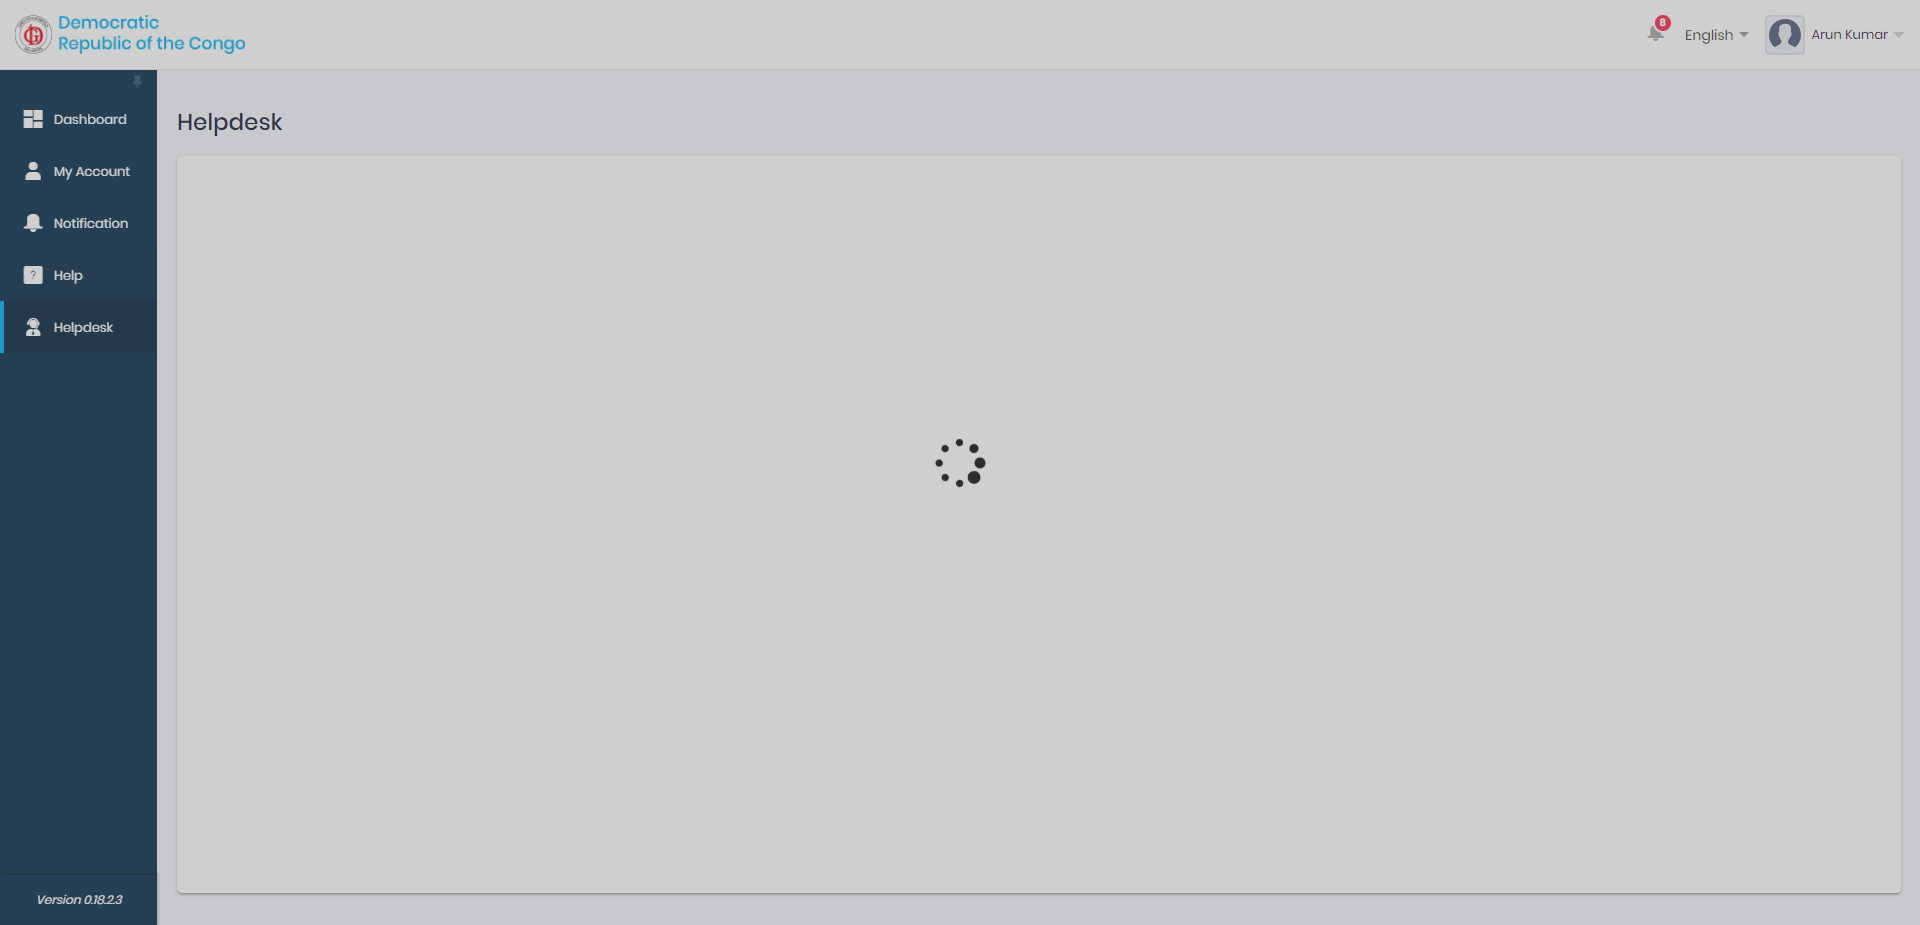 Democratic
Republic of the Congo
8
English
Arun Kumar
Dashboard
My Account
Notification
?
Help
Helpdesk
Helpdesk
Version 0.18.2.3